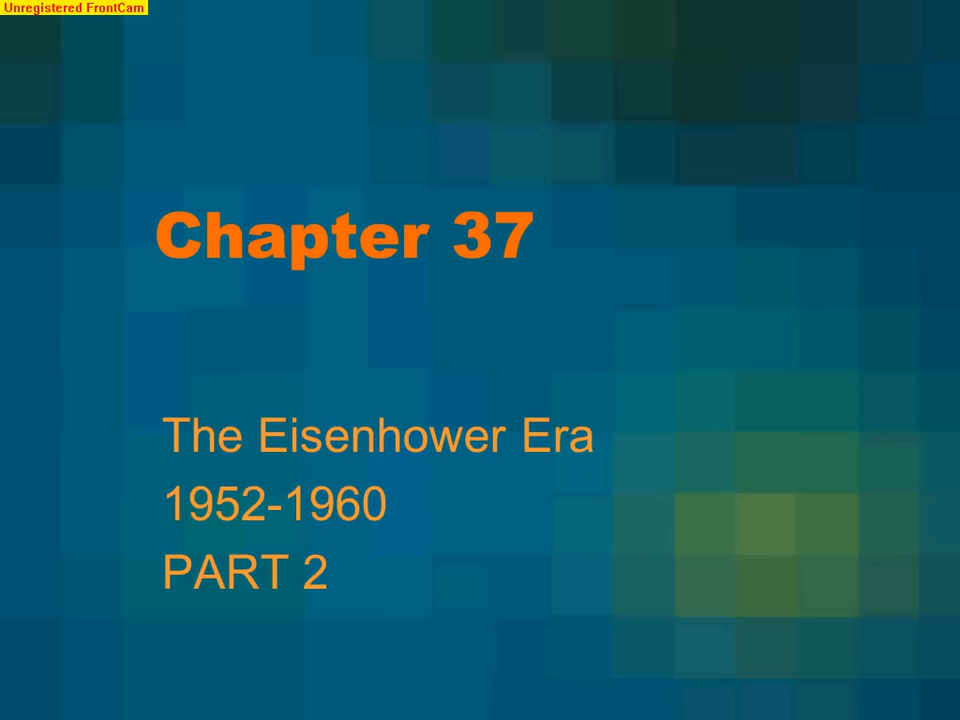 Unregistered FrontCam
Chapter 37
The Eisenhower Era
1952-1960
PART 2